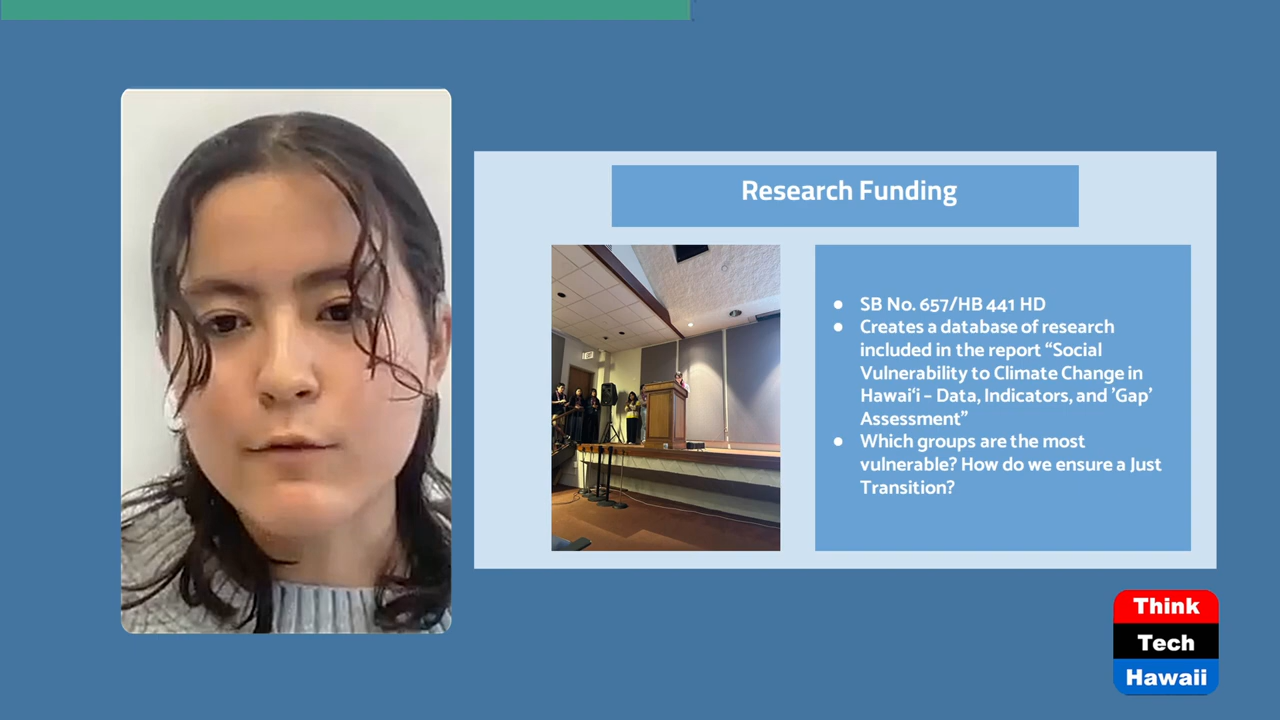 Research Funding
● SB No. 657/HB 441 HD
● Creates a database of research
included in the report “Social
Vulnerability to Climate Change in
Hawaiʻi – Data, Indicators, and ’Gap’
Assessment”
● Which groups are the most
vulnerable? How do we ensure a Just
Transition?
Think
Tech
Hawaii